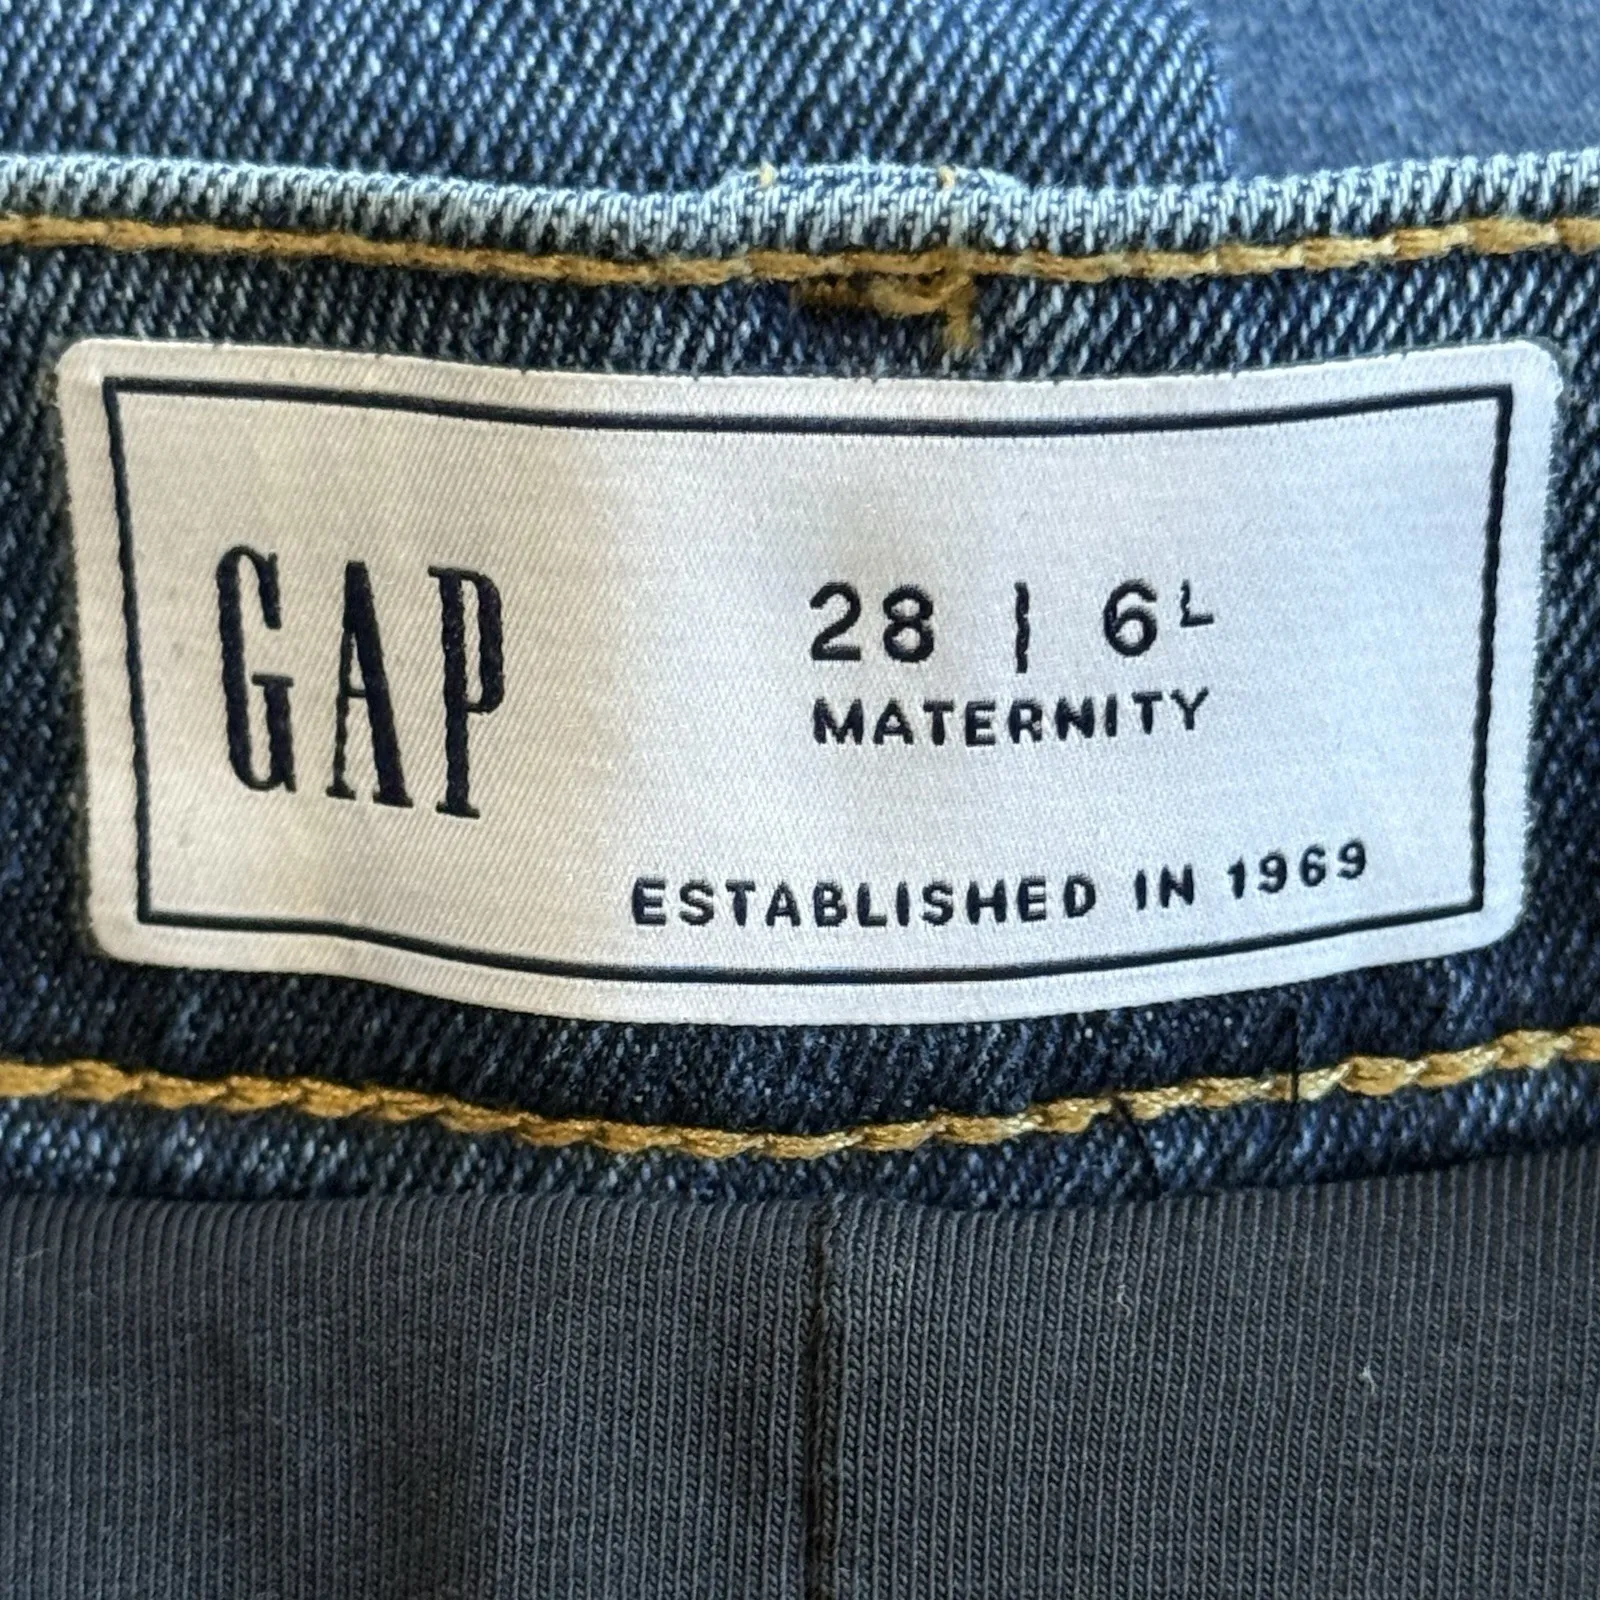 GAP
28 | 6L
MATERNITY
ESTABLISHED IN 1969